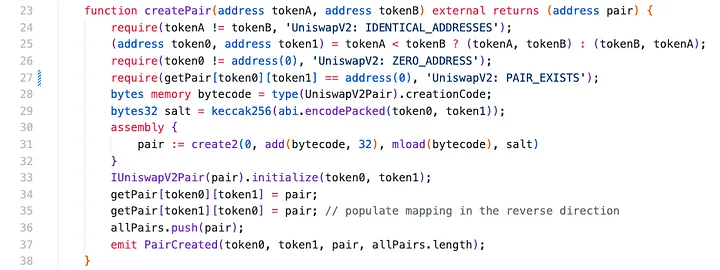 23 function createPair(address tokenA, address tokenB) external returns (address pair) {
24 require(tokenA != tokenB, 'UniswapV2: IDENTICAL_ADDRESSES');
25 (address token0, address token1) = tokenA < tokenB ? (tokenA, tokenB) : (tokenB, tokenA);
26 require(token0 != address(0), 'UniswapV2: ZERO_ADDRESS');
27 require(getPair[token0][token1] == address(0), 'UniswapV2: PAIR_EXISTS');
28 bytes memory bytecode = type(UniswapV2Pair).creationCode;
29 bytes32 salt = keccak256(abi.encodePacked(token0, token1));
30 assembly {
31 pair := create2(0, add(bytecode, 32), mload(bytecode), salt)
32 }
33 IUniswapV2Pair(pair).initialize(token0, token1);
34 getPair[token0][token1] = pair;
35 getPair[token1][token0] = pair; // populate mapping in the reverse direction
36 allPairs.push(pair);
37 emit PairCreated(token0, token1, pair, allPairs.length);
38 }